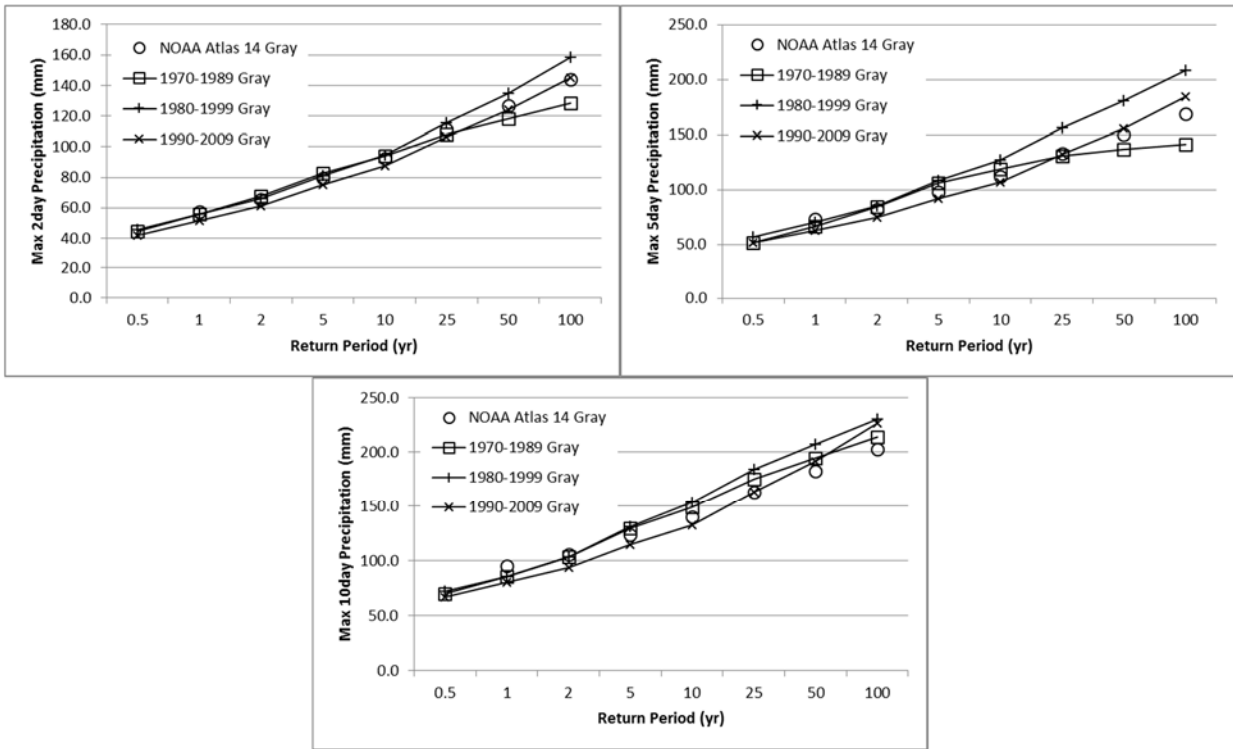 180.0
160.0
140.0
120.0
100.0
80.0
60.0
40.0
20.0
0.0
Max 2day Precipitation (mm)
NOAA Atlas 14 Gray
1970-1989 Gray
1980-1999 Gray
1990-2009 Gray
0.5 1 2 5 10 25 50 100
Return Period (yr)
250.0
200.0
150.0
100.0
50.0
0.0
Max 5day Precipitation (mm)
NOAA Atlas 14 Gray
1970-1989 Gray
1980-1999 Gray
1990-2009 Gray
0.5 1 2 5 10 25 50 100
Return Period (yr)
250.0
200.0
150.0
100.0
50.0
0.0
Max 10day Precipitation (mm)
NOAA Atlas 14 Gray
1970-1989 Gray
1980-1999 Gray
1990-2009 Gray
0.5 1 2 5 10 25 50 100
Return Period (yr)